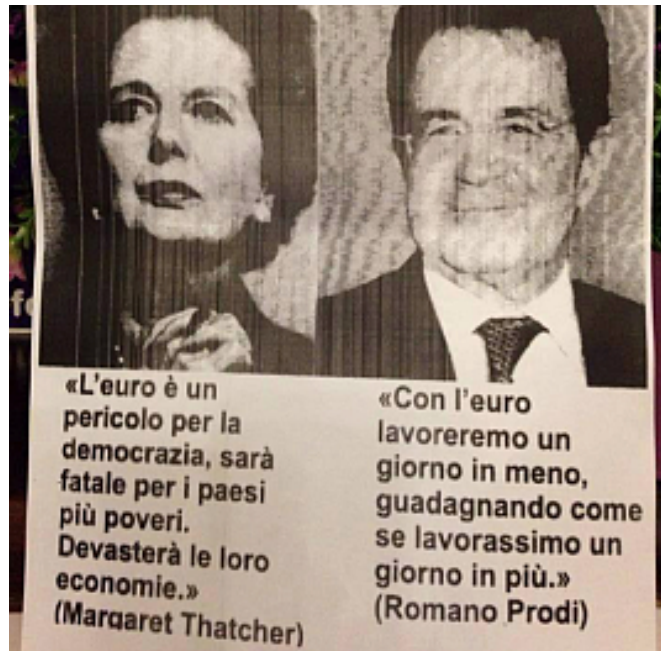 «L'euro è un
pericolo per la
democrazia, sarà
fatale per i paesi
più poveri.
Devasterà le loro
economie.»
(Margaret Thatcher)
«Con l'euro
lavoreremo un
giorno in meno,
guadagnando come
se lavorassimo un
giorno in più.»
(Romano Prodi)